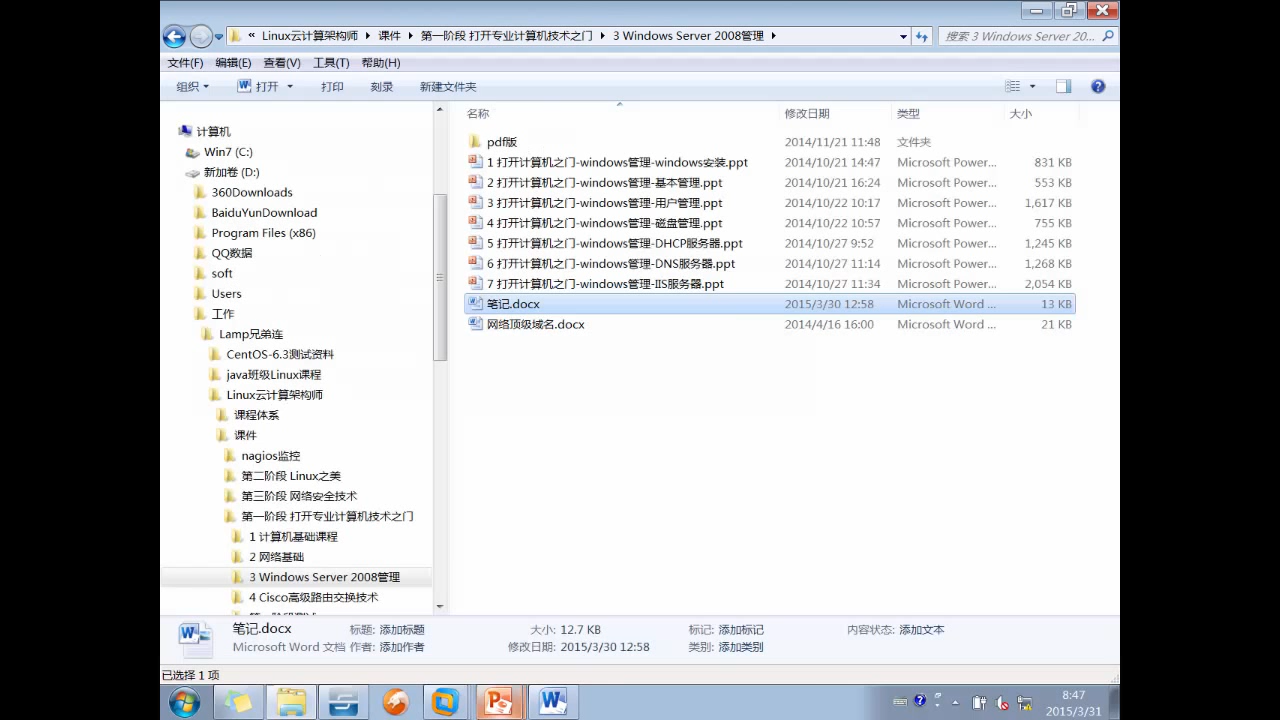 « Linux云计算架构师 ▸ 课件 ▸ 第一阶段 打开专业计算机技术之门 ▸ 3 Windows Server 2008管理 ▸
搜索 3 Windows Server 20...
文件(F) 编辑(E) 查看(V) 工具(T) 帮助(H)
组织 打开 打印 刻录 新建文件夹
计算机
Win7 (C:)
新加卷 (D:)
360Downloads
BaiduYunDownload
Program Files (x86)
QQ数据
soft
Users
工作
Lamp兄弟连
CentOS-6.3测试资料
java班级Linux课程
Linux云计算架构师
课程体系
课件
nagios监控
第二阶段 Linux之美
第三阶段 网络安全技术
第一阶段 打开专业计算机技术之门
1 计算机基础课程
2 网络基础
3 Windows Server 2008管理
4 Cisco高级路由交换技术
名称 修改日期 类型 大小
pdf版 2014/11/21 11:48 文件夹
1 打开计算机之门-windows管理-windows安装.ppt 2014/10/21 14:47 Microsoft Power... 831 KB
2 打开计算机之门-windows管理-基本管理.ppt 2014/10/21 16:24 Microsoft Power... 553 KB
3 打开计算机之门-windows管理-用户管理.ppt 2014/10/22 10:17 Microsoft Power... 1,617 KB
4 打开计算机之门-windows管理-磁盘管理.ppt 2014/10/22 10:57 Microsoft Power... 755 KB
5 打开计算机之门-windows管理-DHCP服务器.ppt 2014/10/27 9:52 Microsoft Power... 1,245 KB
6 打开计算机之门-windows管理-DNS服务器.ppt 2014/10/27 11:14 Microsoft Power... 1,268 KB
7 打开计算机之门-windows管理-IIS服务器.ppt 2014/10/27 11:34 Microsoft Power... 2,054 KB
笔记.docx 2015/3/30 12:58 Microsoft Word ... 13 KB
网络顶级域名.docx 2014/4/16 16:00 Microsoft Word ... 21 KB
笔记.docx 标题: 添加标题 大小: 12.7 KB 标记: 添加标记 内容状态: 添加文本
Microsoft Word 文档 作者: 添加作者 修改日期: 2015/3/30 12:58 类别: 添加类别
已选择 1 项
8:47
2015/3/31